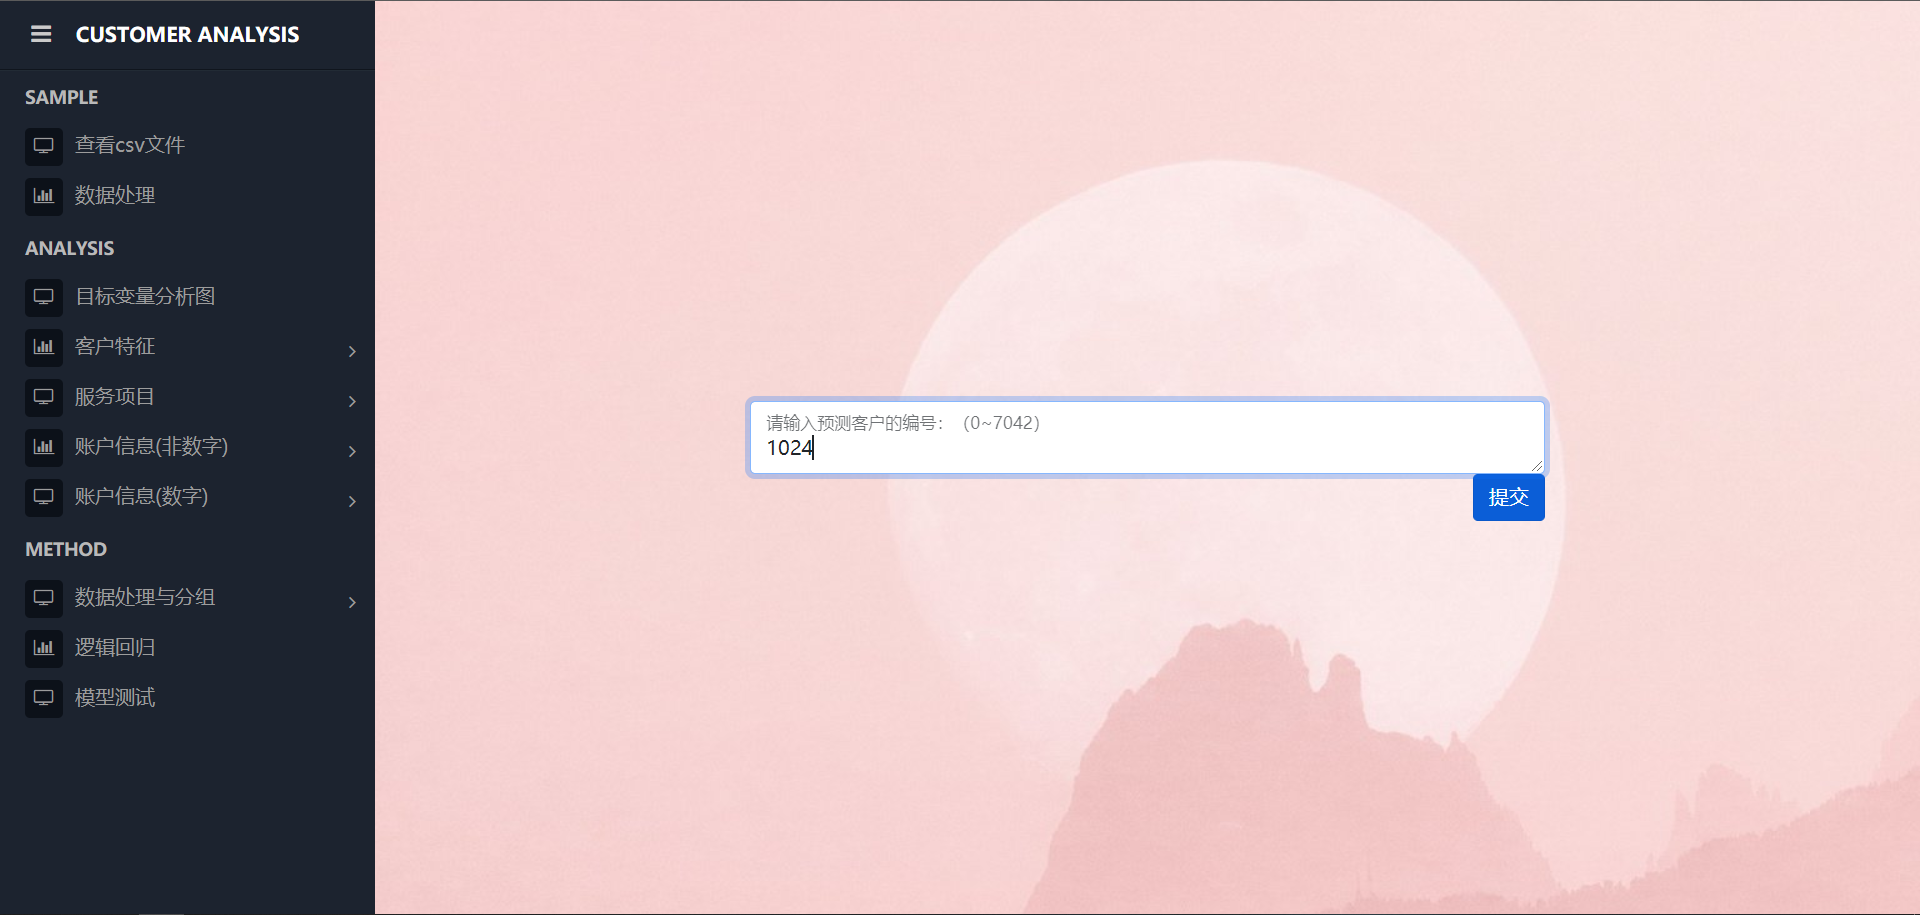 CUSTOMER ANALYSIS
SAMPLE
查看csv文件
数据处理
ANALYSIS
目标变量分析图
客户特征
服务项目
账户信息(非数字)
账户信息(数字)
METHOD
数据处理与分组
逻辑回归
模型测试
请输入预测客户的编号：（0~7042）
1024
提交